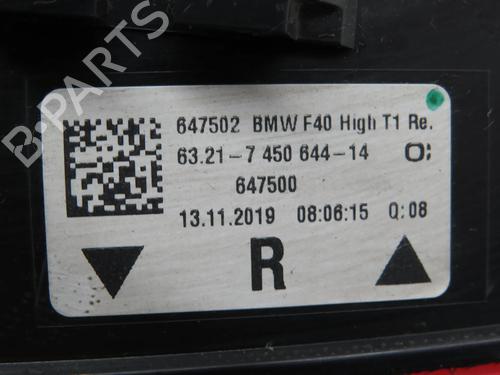 647502 BMW F40 High T1 Re.
63.21-7 450 644-14 O:
647500
13.11.2019 08:06:15 Q:08
R
B-PARTS